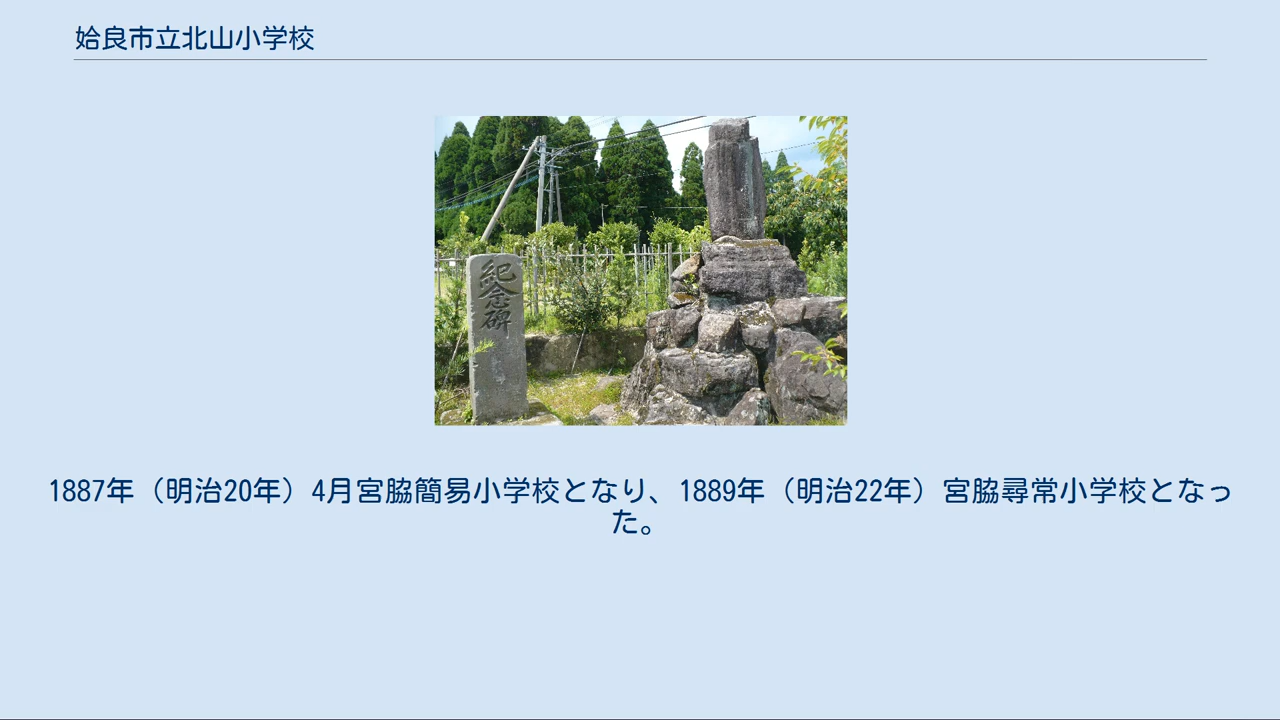 姶良市立北山小学校
紀念碑
1887年（明治20年）4月宮脇簡易小学校となり、1889年（明治22年）宮脇尋常小学校となっ
た。